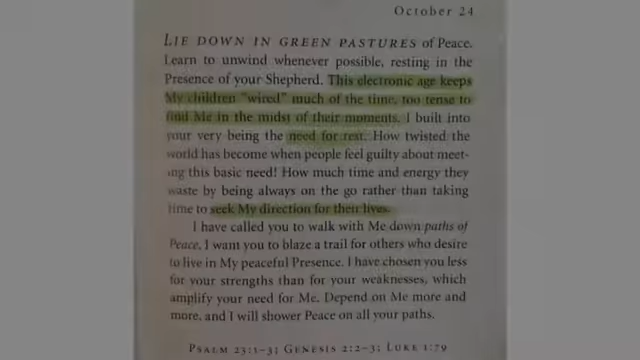 October 24
LIE DOWN IN GREEN PASTURES of Peace.
Learn to unwind whenever possible, resting in the
Presence of your Shepherd. This electronic age keeps
My children "wired" much of the time, too tense to
find Me in the midst of their moments. I built into
your very being the need for rest. How twisted the
world has become when people feel guilty about meet-
ing this basic need! How much time and energy they
waste by being always on the go rather than taking
time to seek My direction for their lives.
I have called you to walk with Me down paths of
Peace. I want you to blaze a trail for others who desire
to live in My peaceful Presence. I have chosen you less
for your strengths than for your weaknesses, which
amplify your need for Me. Depend on Me more and
more, and I will shower Peace on all your paths.
PSALM 23:1–3; GENESIS 2:2–3; LUKE 1:79